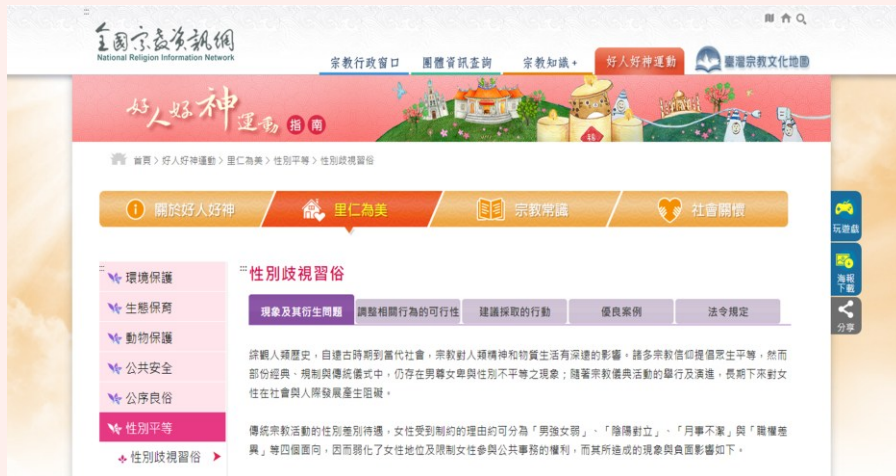 全國宗教資訊網
National Religion Information Network
宗教行政窗口 團體資訊查詢 宗教知識+ 好人好神運動 臺灣宗教文化地圖
好人好神運動 指南
首頁 > 好人好神運動 > 里仁為美 > 性別平等 > 性別歧視習俗
關於好人好神 里仁為美 宗教常識 社會關懷
玩遊戲
海報
下載
分享
環境保護
生態保育
動物保護
公共安全
公序良俗
性別平等
性別歧視習俗
性別歧視習俗
現象及其衍生問題 調整相關行為的可行性 建議採取的行動 優良案例 法令規定
綜觀人類歷史，自遠古時期到當代社會，宗教對人類精神和物質生活有深遠的影響。諸多宗教信仰提倡眾生平等，然而
部份經典、規制與傳統儀式中，仍存在男尊女卑與性別不平等之現象；隨著宗教儀典活動的舉行及演進，長期下來對女
性在社會與人際發展產生阻礙。
傳統宗教活動的性別差別待遇，女性受到制約的理由約可分為「男強女弱」、「陰陽對立」、「月事不潔」與「職權差
異」等四個面向，因而弱化了女性地位及限制女性參與公共事務的權利，而其所造成的現象與負面影響如下。